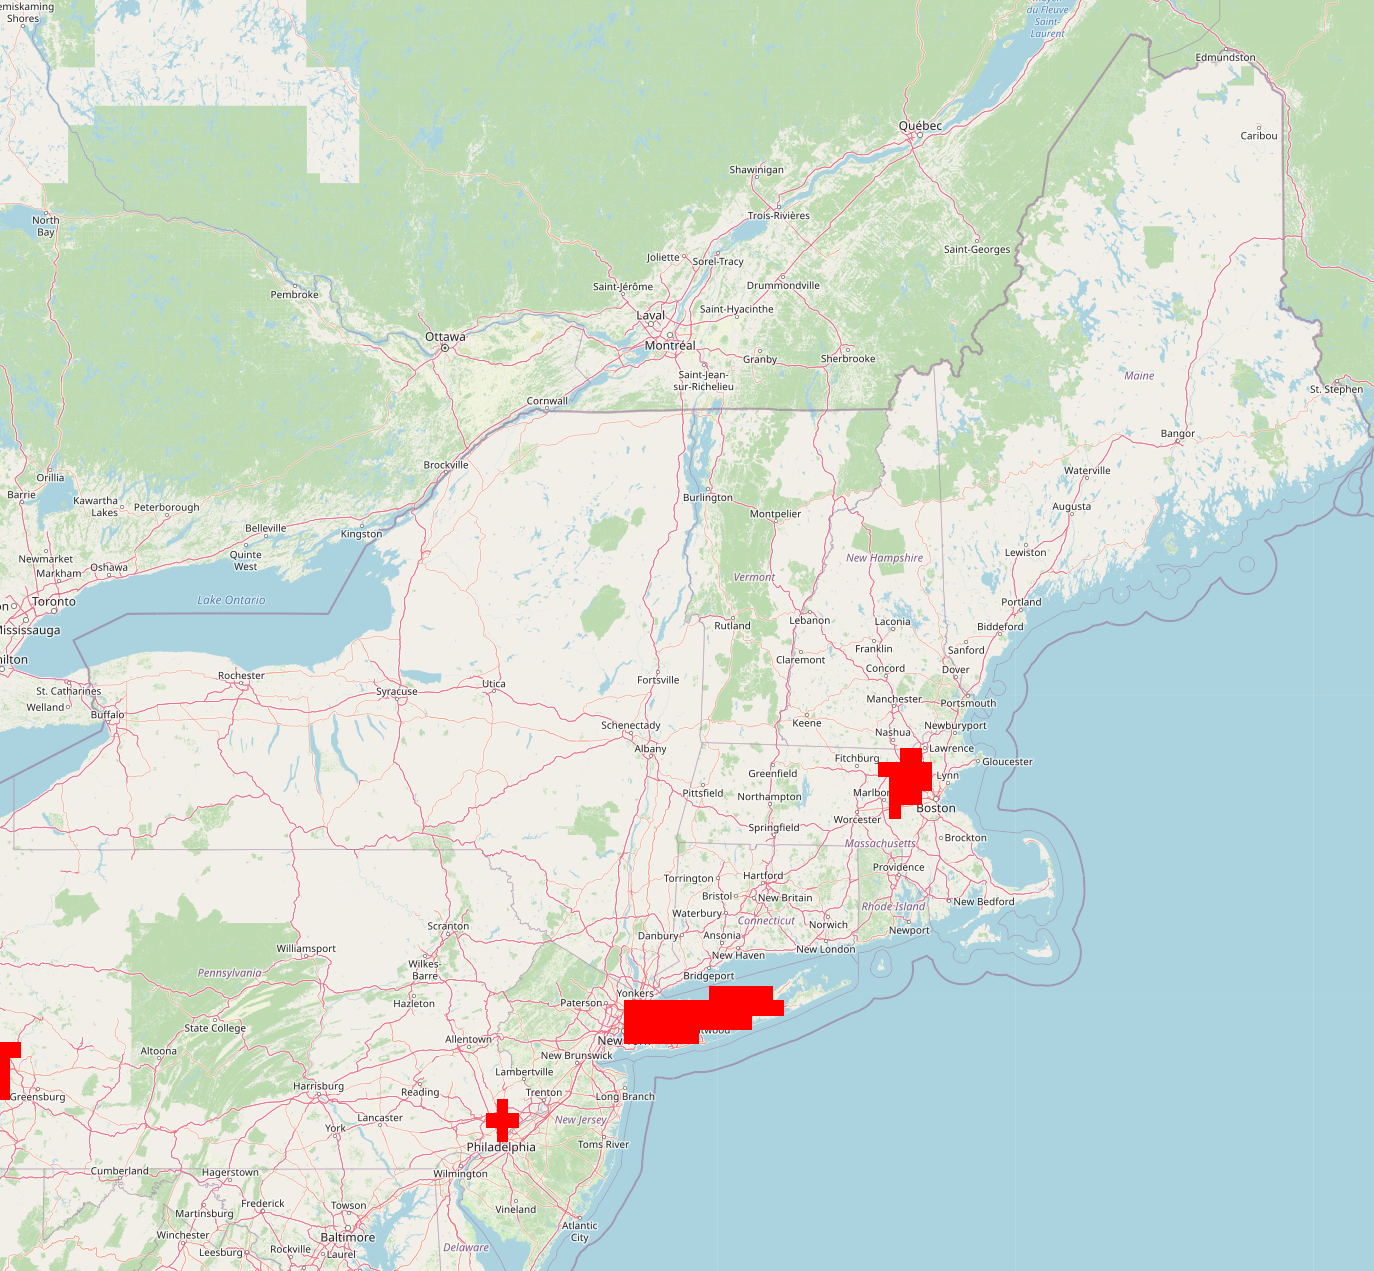 emiskaming
Shores
du Fleuve
Saint-
Laurent
Edmundston
Québec
Caribou
Shawinigan
Trois-Rivières
North
Bay
Saint-Georges
Joliette
Sorel-Tracy
Saint-Jérôme
Drummondville
Pembroke
Saint-Hyacinthe
Laval
Ottawa
Montréal
Granby
Sherbrooke
Saint-Jean-
sur-Richelieu
Maine
St. Stephen
Cornwall
Bangor
Brockville
Waterville
Orillia
Barrie
Kawartha
Lakes
Peterborough
Burlington
Augusta
Montpelier
Belleville
Kingston
Lewiston
Quinte
West
New Hampshire
Newmarket
Markham
Oshawa
Vermont
Lake Ontario
Toronto
Portland
Mississauga
Rutland
Lebanon
Laconia
Biddeford
Franklin
Sanford
Claremont
Concord
Dover
milton
Rochester
Fortsville
St. Catharines
Syracuse
Utica
Welland
Manchester
Portsmouth
Buffalo
Schenectady
Keene
Newburyport
Nashua
Albany
Lawrence
Fitchburg
Gloucester
Greenfield
Lynn
Pittsfield
Northampton
Marlbor
Boston
Springfield
Worcester
Brockton
Massachusetts
Providence
Torrington
Hartford
Bristol
New Britain
New Bedford
Rhode Island
Waterbury
Connecticut
Norwich
Newport
Scranton
Danbury
Ansonia
New London
Williamsport
New Haven
Wilkes-
Barre
Pennsylvania
Bridgeport
Yonkers
Hazleton
Paterson
State College
Allentown
New
twood
Altoona
New Brunswick
Lambertville
Harrisburg
Reading
Trenton
Long Branch
Greensburg
Lancaster
New Jersey
York
Philadelphia
Toms River
Cumberland
Hagerstown
Wilmington
Frederick
Towson
Vineland
Martinsburg
Atlantic
City
Winchester
Baltimore
Leesburg
Rockville
Laurel
Delaware